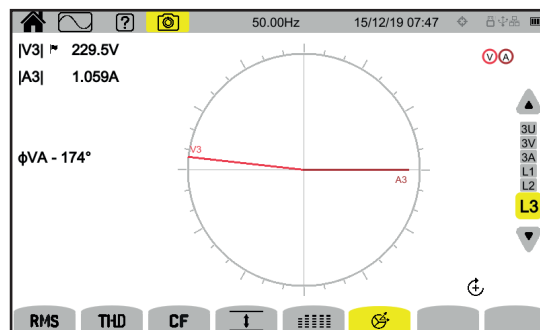 ? 50.00Hz 15/12/19 07:47
|V3| 229.5V
V A
|A3| 1.059A
3U
3V
3A
L1
L2
L3
V3
ϕVA - 174°
A3
RMS THD CF